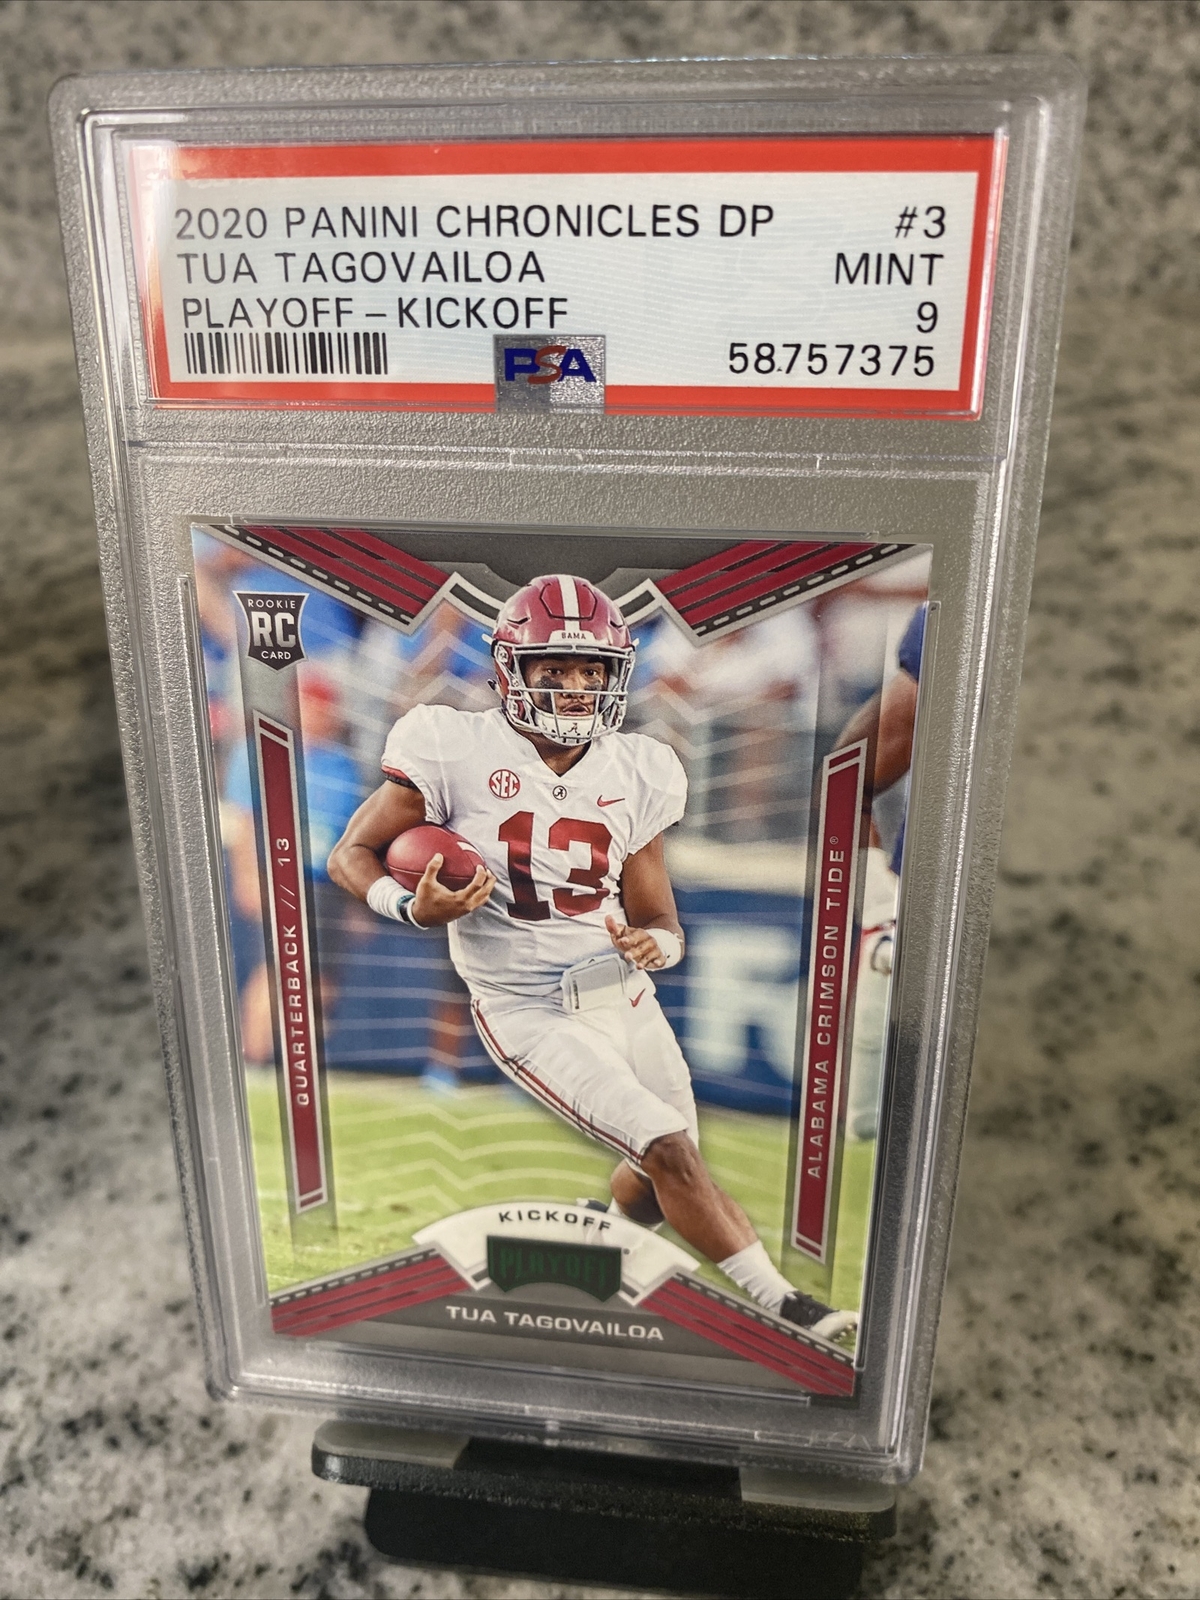 2020 PANINI CHRONICLES DP #3
TUA TAGOVAILOA MINT
PLAYOFF – KICKOFF 9
PSA 58757375
ROOKIE
RC
CARD
BAMA
SEC
A
13
QUARTERBACK // 13
ALABAMA CRIMSON TIDE®
KICKOFF
PLAYOFF
TUA TAGOVAILOA